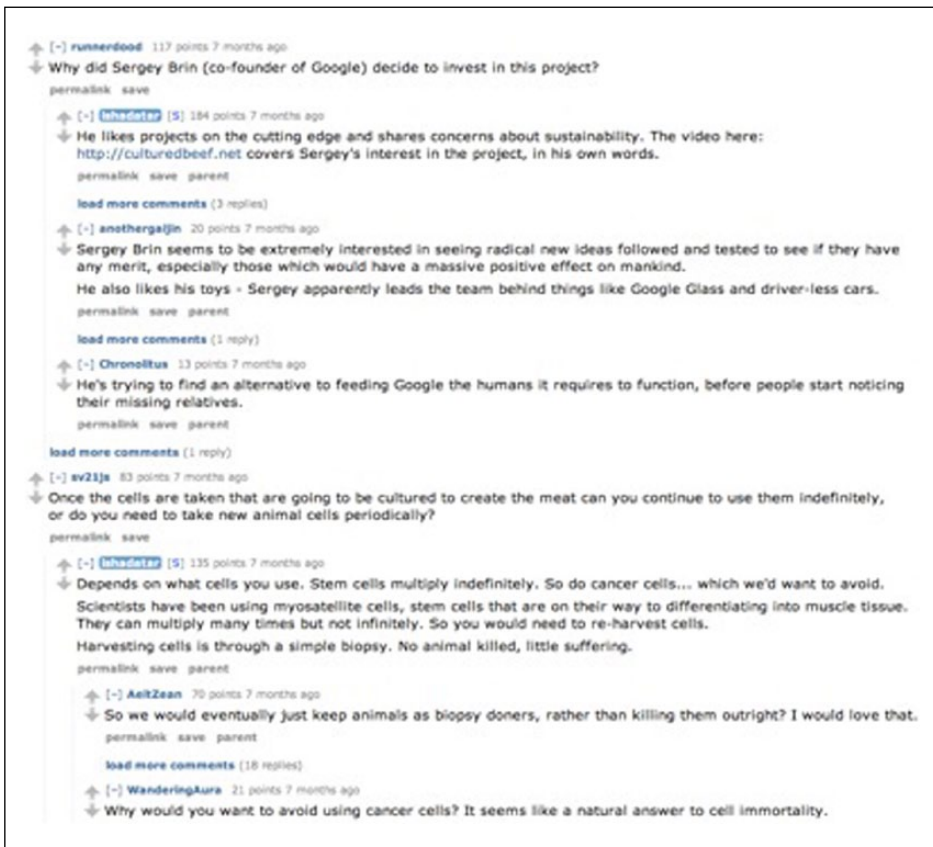 [-] runnerdood 117 points 7 months ago
Why did Sergey Brin (co-founder of Google) decide to invest in this project?
permalink save
[-] Ishadatar [S] 184 points 7 months ago
He likes projects on the cutting edge and shares concerns about sustainability. The video here:
http://culturedbeef.net covers Sergey's interest in the project, in his own words.
permalink save parent
load more comments (3 replies)
[-] anothergaijin 20 points 7 months ago
Sergey Brin seems to be extremely interested in seeing radical new ideas followed and tested to see if they have
any merit, especially those which would have a massive positive effect on mankind.
He also likes his toys - Sergey apparently leads the team behind things like Google Glass and driver-less cars.
permalink save parent
load more comments (1 reply)
[-] Chronolitus 13 points 7 months ago
He's trying to find an alternative to feeding Google the humans it requires to function, before people start noticing
their missing relatives.
permalink save parent
load more comments (1 reply)
[-] sv21js 83 points 7 months ago
Once the cells are taken that are going to be cultured to create the meat can you continue to use them indefinitely,
or do you need to take new animal cells periodically?
permalink save
[-] Ishadatar [S] 135 points 7 months ago
Depends on what cells you use. Stem cells multiply indefinitely. So do cancer cells... which we'd want to avoid.
Scientists have been using myosatellite cells, stem cells that are on their way to differentiating into muscle tissue.
They can multiply many times but not infinitely. So you would need to re-harvest cells.
Harvesting cells is through a simple biopsy. No animal killed, little suffering.
permalink save parent
[-] AeitZean 70 points 7 months ago
So we would eventually just keep animals as biopsy doners, rather than killing them outright? I would love that.
permalink save parent
load more comments (18 replies)
[-] WanderingAura 21 points 7 months ago
Why would you want to avoid using cancer cells? It seems like a natural answer to cell immortality.